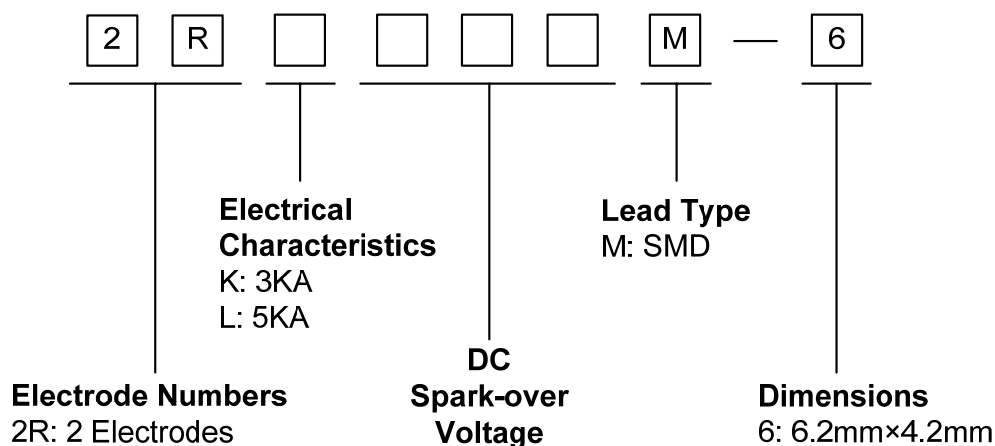 2 R M — 6
Electrical
Characteristics
K: 3KA
L: 5KA
Lead Type
M: SMD
DC
Spark-over
Voltage
Electrode Numbers
2R: 2 Electrodes
Dimensions
6: 6.2mm×4.2mm